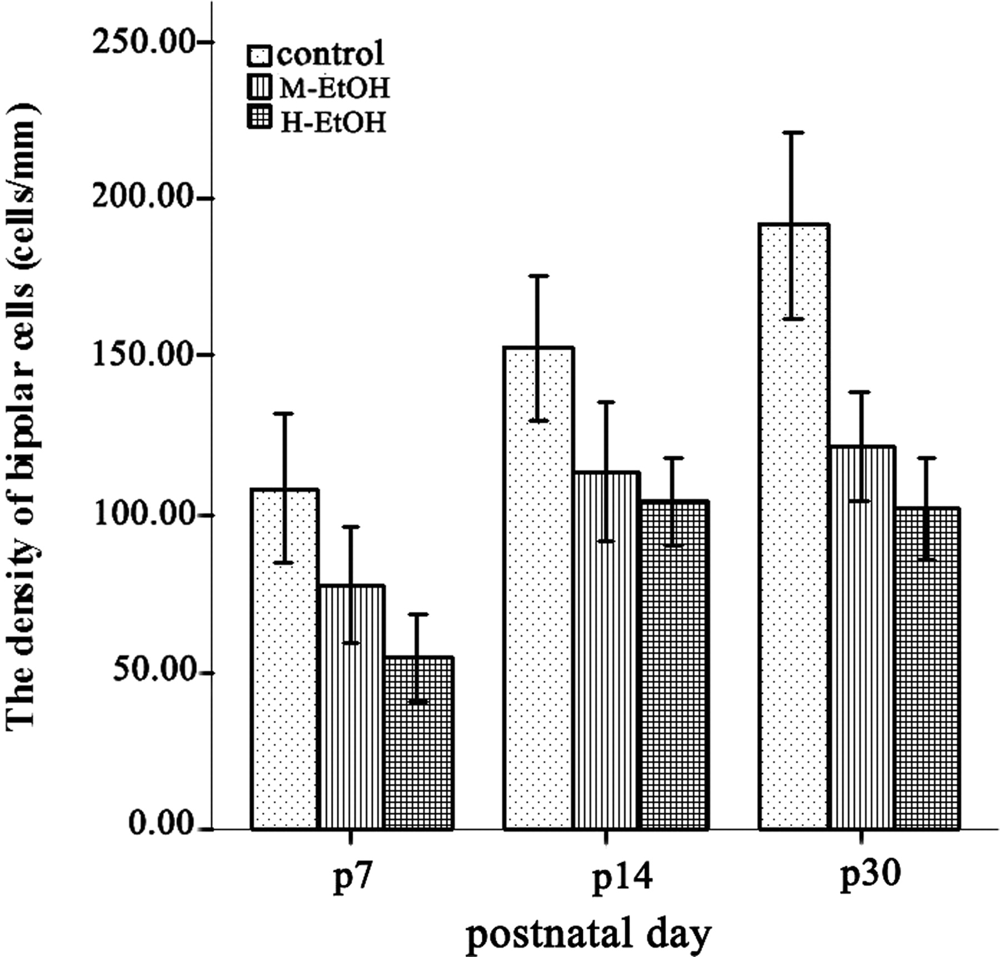 The density of bipolar cells (cells/mm)
250.00
200.00
150.00
100.00
50.00
0.00
control
M-EtOH
H-EtOH
p7
p14
p30
postnatal day